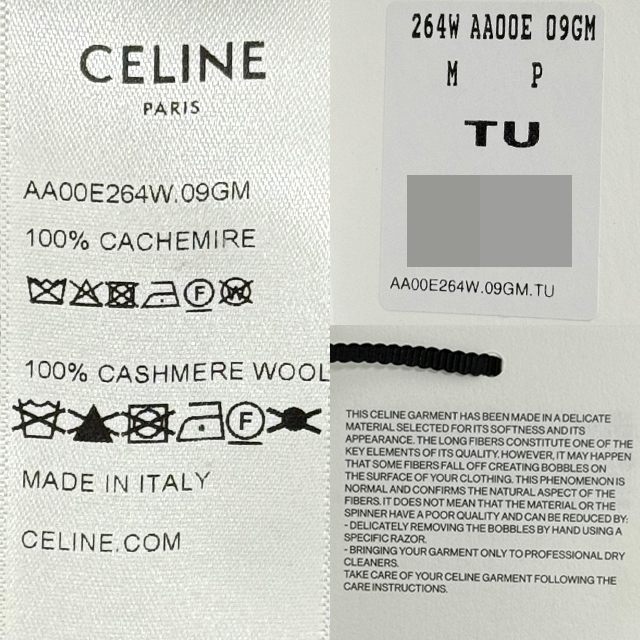 CELINE
PARIS
AA00E264W.09GM
100% CACHEMIRE
F
W
100% CASHMERE WOOL
F
MADE IN ITALY
CELINE.COM
264W AA00E 09GM
M P
TU
AA00E264W.09GM.TU
THIS CELINE GARMENT HAS BEEN MADE IN A DELICATE
MATERIAL SELECTED FOR ITS SOFTNESS AND ITS
APPEARANCE. THE LONG FIBERS CONSTITUTE ONE OF THE
KEY ELEMENTS OF ITS QUALITY. HOWEVER, IT MAY HAPPEN
THAT SOME FIBERS FALL OFF CREATING BOBBLES ON
THE SURFACE OF YOUR CLOTHING. THIS PHENOMENON IS
NORMAL AND CONFIRMS THE NATURAL ASPECT OF THE
FIBERS. IT DOES NOT MEAN THAT THE MATERIAL OR THE
SPINNER HAVE A POOR QUALITY AND CAN BE REDUCED BY:
- DELICATELY REMOVING THE BOBBLES BY HAND USING A
SPECIFIC RAZOR.
- BRINGING YOUR GARMENT ONLY TO PROFESSIONAL DRY
CLEANERS.
TAKE CARE OF YOUR CELINE GARMENT FOLLOWING THE
CARE INSTRUCTIONS.